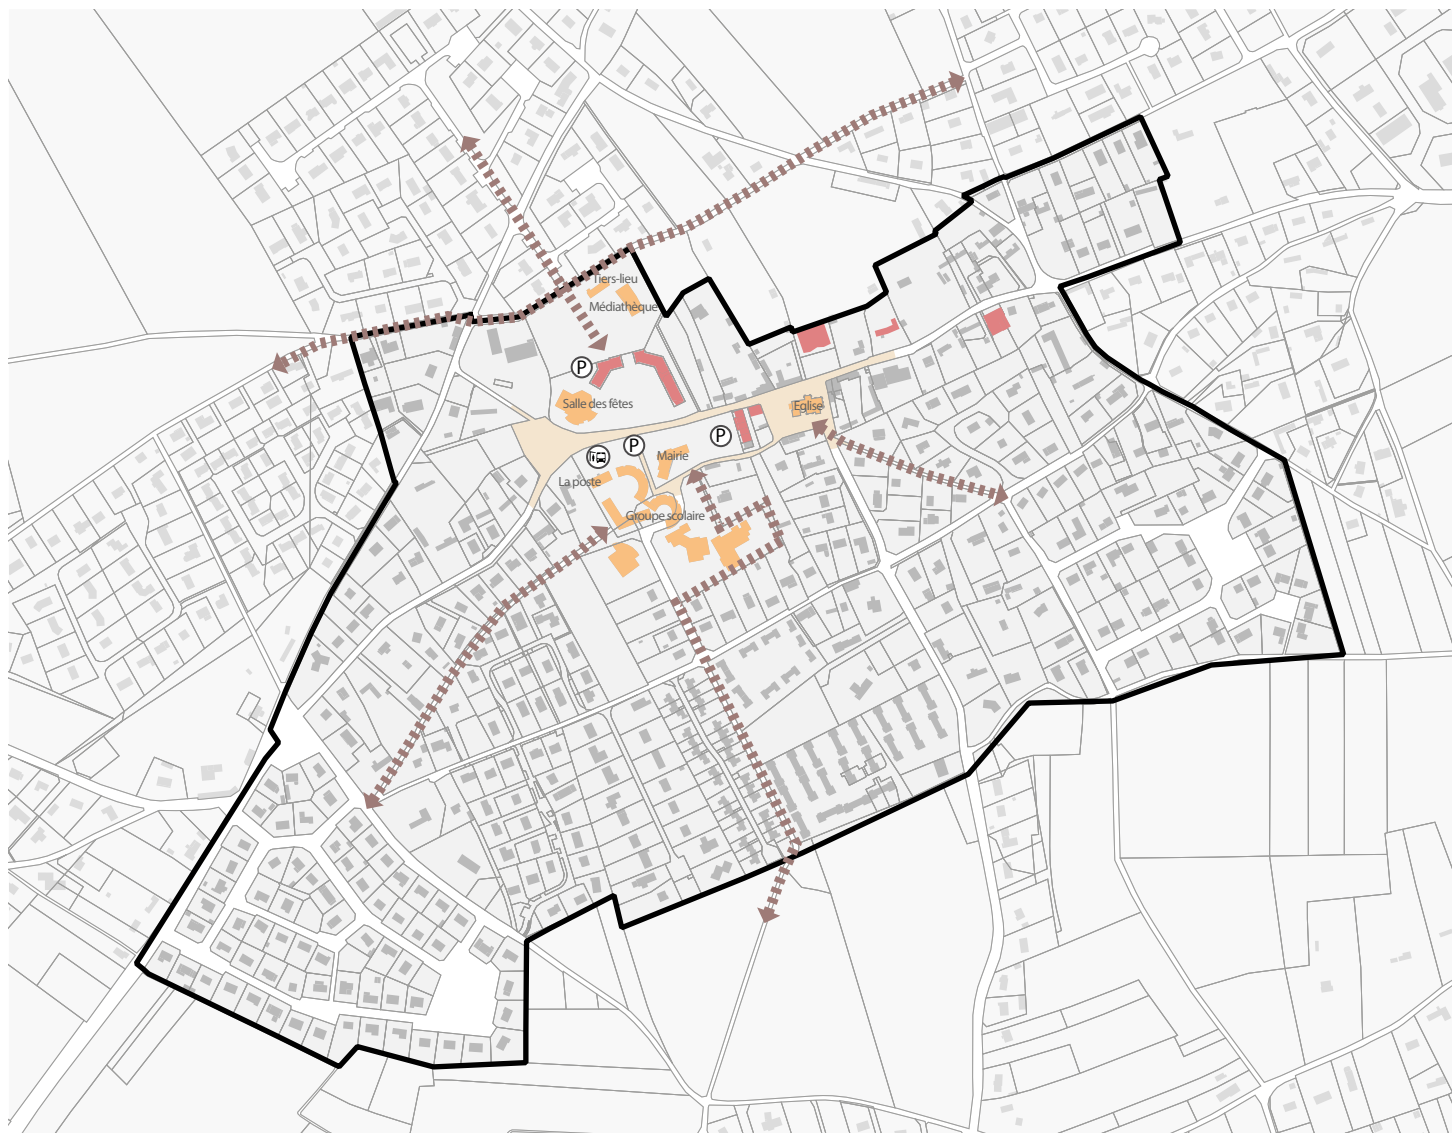 Tiers-lieu
Médiathèque
P
Salle des fêtes
Eglise
P
P
Mairie
La poste
Groupe scolaire